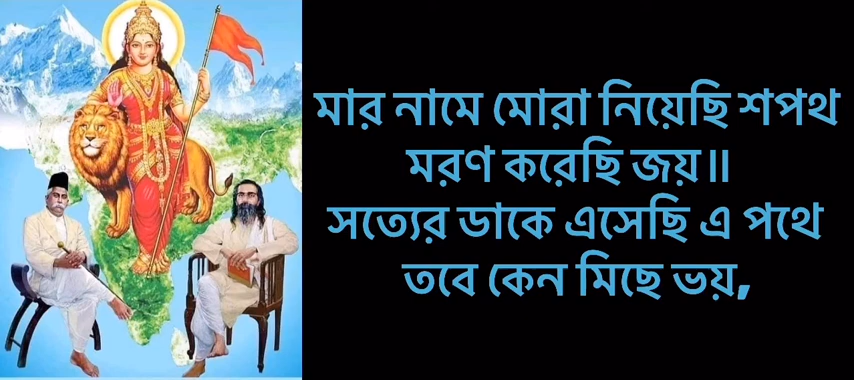 মার নামে মোরা নিয়েছি শপথ
মরণ করেছি জয়॥
সত্যের ডাকে এসেছি এ পথে
তবে কেন মিছে ভয়,